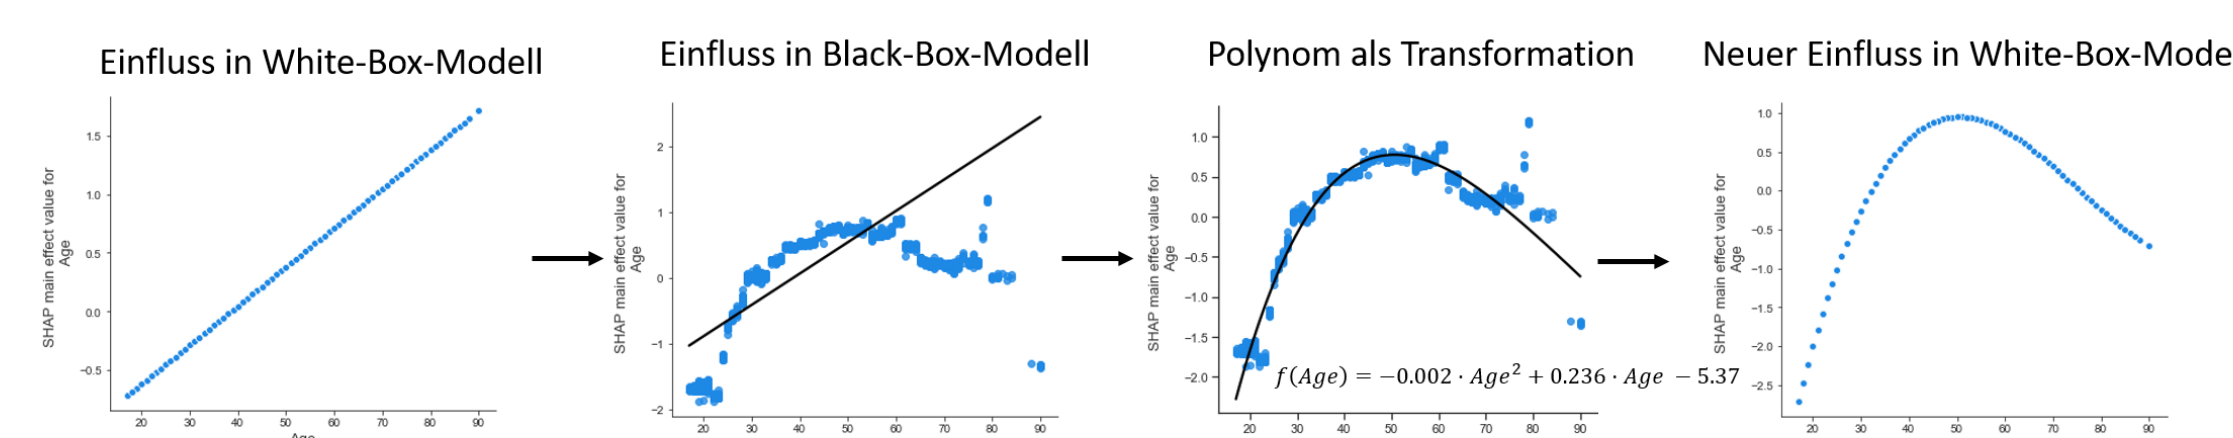 Einfluss in White-Box-Modell
1.5
1.0
0.5
0.0
−0.5
SHAP main effect value for
Age
20 30 40 50 60 70 80 90
Einfluss in Black-Box-Modell
2
1
0
−1
−2
SHAP main effect value for
Age
20 30 40 50 60 70 80 90
Polynom als Transformation
1.0
0.5
0.0
−0.5
−1.0
−1.5
−2.0
SHAP main effect value for
Age
f(Age) = −0.002 · Age² + 0.236 · Age − 5.37
20 30 40 50 60 70 80 90
Neuer Einfluss in White-Box-Mode
1.0
0.5
0.0
−0.5
−1.0
−1.5
−2.0
−2.5
SHAP main effect value for
Age
20 30 40 50 60 70 80 90